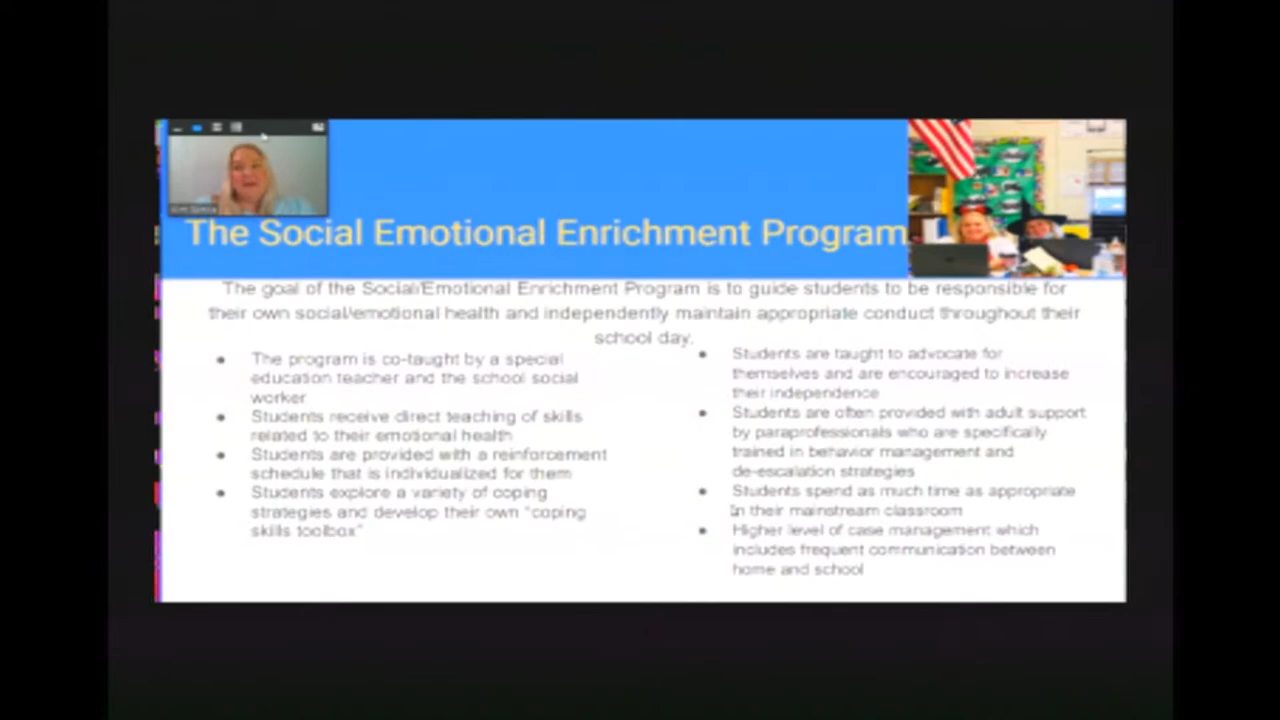 The Social Emotional Enrichment Program
The goal of the Social/Emotional Enrichment Program is to guide students to be responsible for
their own social/emotional health and independently maintain appropriate conduct throughout their
school day.
● The program is co-taught by a special
education teacher and the school social
worker
● Students receive direct teaching of skills
related to their emotional health
● Students are provided with a reinforcement
schedule that is individualized for them
● Students explore a variety of coping
strategies and develop their own "coping
skills toolbox"
● Students are taught to advocate for
themselves and are encouraged to increase
their independence
● Students are often provided with adult support
by paraprofessionals who are specifically
trained in behavior management and
de-escalation strategies
● Students spend as much time as appropriate
in their mainstream classroom
● Higher level of case management which
includes frequent communication between
home and school